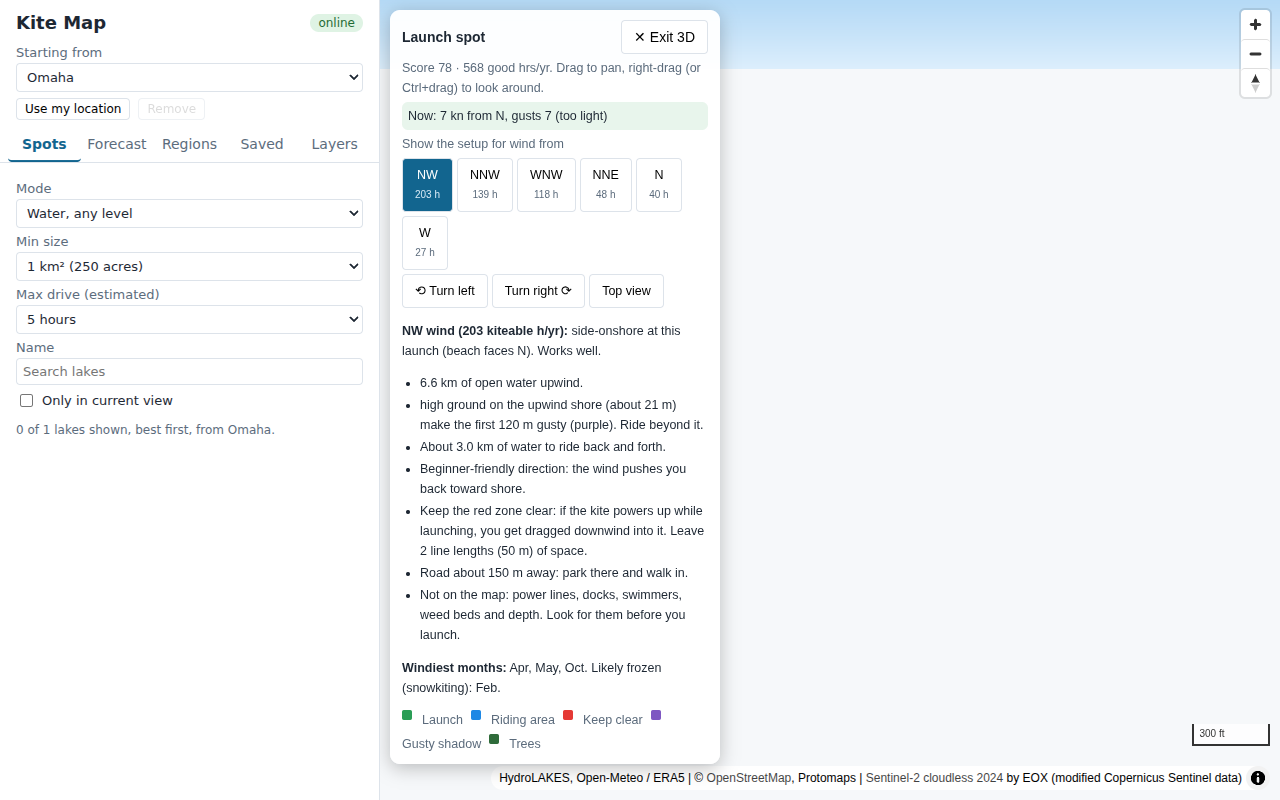 Kite Map
online
Starting from
Omaha
Use my location
Remove
Spots
Forecast
Regions
Saved
Layers
Mode
Water, any level
Min size
1 km² (250 acres)
Max drive (estimated)
5 hours
Name
Search lakes
Only in current view
0 of 1 lakes shown, best first, from Omaha.
Launch spot
✕ Exit 3D
Score 78 · 568 good hrs/yr. Drag to pan, right-drag (or
Ctrl+drag) to look around.
Now: 7 kn from N, gusts 7 (too light)
Show the setup for wind from
NW
203 h
NNW
139 h
WNW
118 h
NNE
48 h
N
40 h
W
27 h
⟲ Turn left
Turn right ⟳
Top view
NW wind (203 kiteable h/yr): side-onshore at this
launch (beach faces N). Works well.
• 6.6 km of open water upwind.
• high ground on the upwind shore (about 21 m)
make the first 120 m gusty (purple). Ride beyond it.
• About 3.0 km of water to ride back and forth.
• Beginner-friendly direction: the wind pushes you
back toward shore.
• Keep the red zone clear: if the kite powers up while
launching, you get dragged downwind into it. Leave
2 line lengths (50 m) of space.
• Road about 150 m away: park there and walk in.
• Not on the map: power lines, docks, swimmers,
weed beds and depth. Look for them before you
launch.
Windiest months: Apr, May, Oct. Likely frozen
(snowkiting): Feb.
Launch Riding area Keep clear
Gusty shadow Trees
300 ft
HydroLAKES, Open-Meteo / ERA5 | © OpenStreetMap, Protomaps | Sentinel-2 cloudless 2024 by EOX (modified Copernicus Sentinel data)